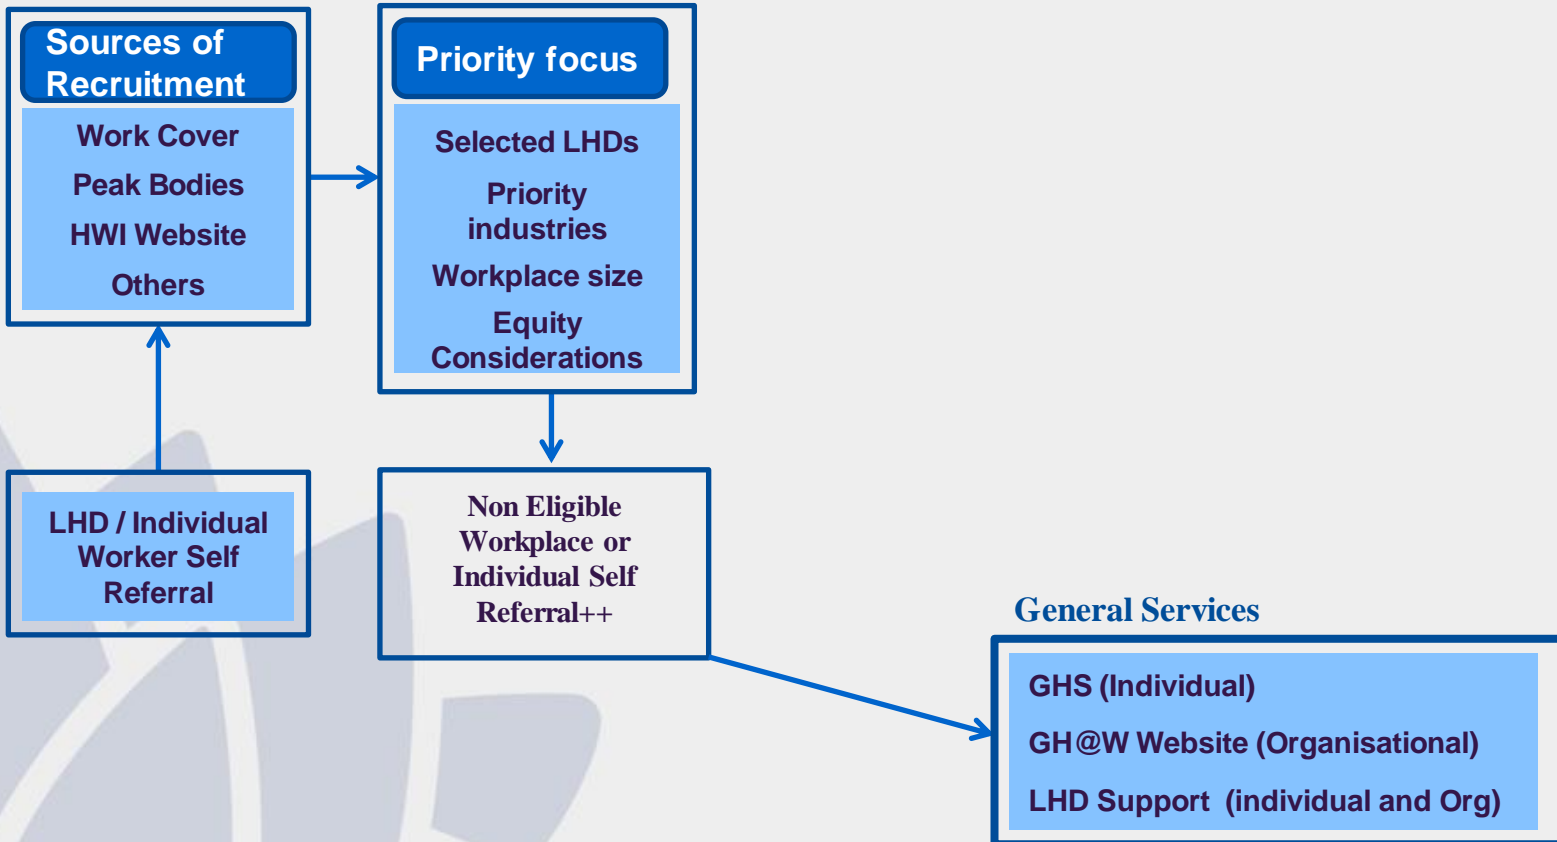 Sources of
Recruitment
Work Cover
Peak Bodies
HWI Website
Others
Priority focus
Selected LHDs
Priority
industries
Workplace size
Equity
Considerations
LHD / Individual
Worker Self
Referral
Non Eligible
Workplace or
Individual Self
Referral++
General Services
GHS (Individual)
GH@W Website (Organisational)
LHD Support (individual and Org)